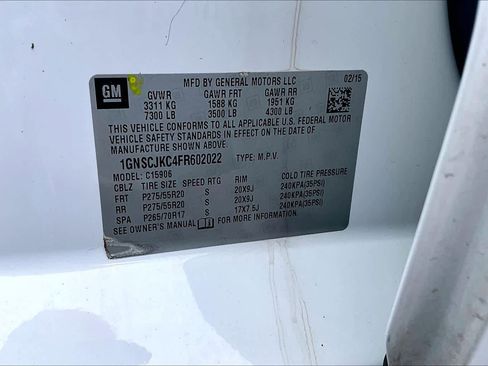 GM
MFD BY GENERAL MOTORS LLC 02/15
GVWR GAWR FRT GAWR RR
3311 KG 1588 KG 1951 KG
7300 LB 3500 LB 4300 LB
THIS VEHICLE CONFORMS TO ALL APPLICABLE U.S. FEDERAL MOTOR
VEHICLE SAFETY STANDARDS IN EFFECT ON THE DATE OF
MANUFACTURE SHOWN ABOVE.
1GNSCJKC4FR602022 TYPE: M.P.V.
MODEL: C15906
CBLZ TIRE SIZE SPEED RTG RIM COLD TIRE PRESSURE
FRT P275/55R20 S 20X9J 240KPA(35PSI)
RR P275/55R20 S 20X9J 240KPA(35PSI)
SPA P265/70R17 S 17X7.5J 240KPA(35PSI)
SEE OWNER'S MANUAL FOR MORE INFORMATION